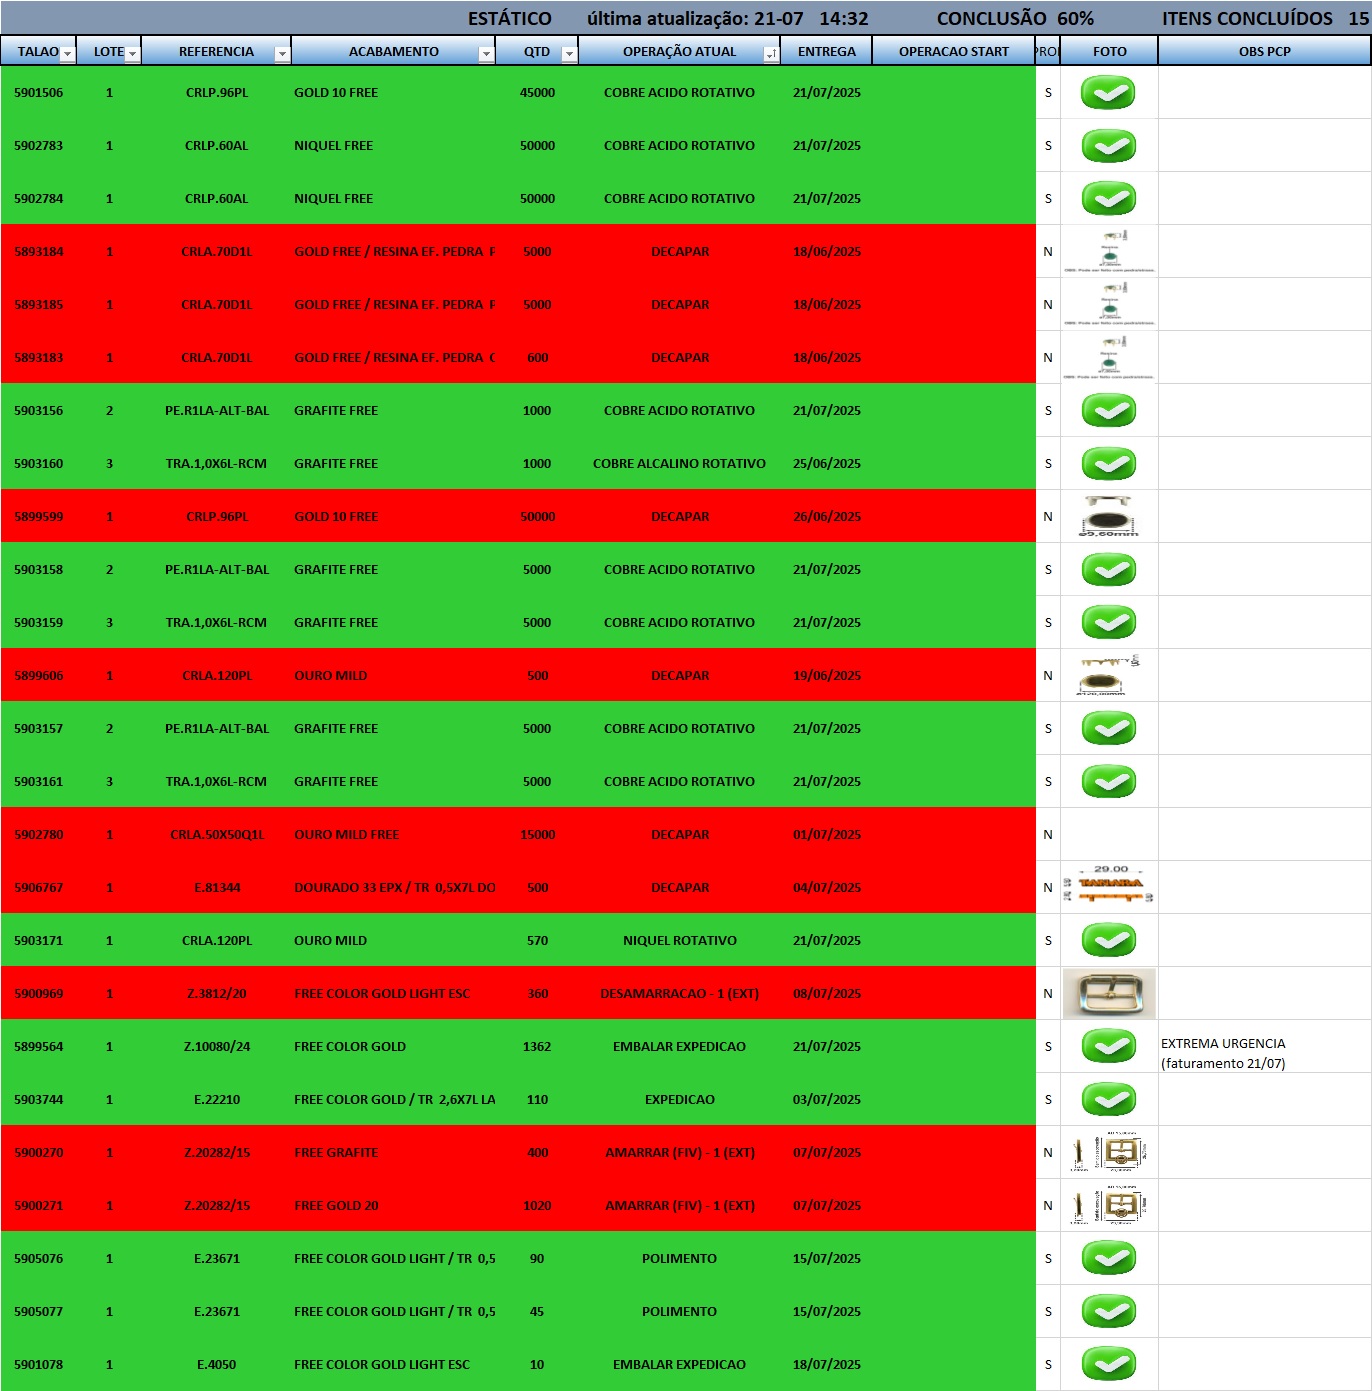 ESTÁTICO última atualização: 21-07 14:32 CONCLUSÃO 60% ITENS CONCLUÍDOS 15
TALAO LOTE REFERENCIA ACABAMENTO QTD OPERAÇÃO ATUAL ENTREGA OPERACAO START PROI FOTO OBS PCP
5901506 1 CRLP.96PL GOLD 10 FREE 45000 COBRE ACIDO ROTATIVO 21/07/2025 S
5902783 1 CRLP.60AL NIQUEL FREE 50000 COBRE ACIDO ROTATIVO 21/07/2025 S
5902784 1 CRLP.60AL NIQUEL FREE 50000 COBRE ACIDO ROTATIVO 21/07/2025 S
5893184 1 CRLA.70D1L GOLD FREE / RESINA EF. PEDRA F 5000 DECAPAR 18/06/2025 N
5893185 1 CRLA.70D1L GOLD FREE / RESINA EF. PEDRA F 5000 DECAPAR 18/06/2025 N
5893183 1 CRLA.70D1L GOLD FREE / RESINA EF. PEDRA C 600 DECAPAR 18/06/2025 N
5903156 2 PE.R1LA-ALT-BAL GRAFITE FREE 1000 COBRE ACIDO ROTATIVO 21/07/2025 S
5903160 3 TRA.1,0X6L-RCM GRAFITE FREE 1000 COBRE ALCALINO ROTATIVO 25/06/2025 S
5899599 1 CRLP.96PL GOLD 10 FREE 50000 DECAPAR 26/06/2025 N
5903158 2 PE.R1LA-ALT-BAL GRAFITE FREE 5000 COBRE ACIDO ROTATIVO 21/07/2025 S
5903159 3 TRA.1,0X6L-RCM GRAFITE FREE 5000 COBRE ACIDO ROTATIVO 21/07/2025 S
5899606 1 CRLA.120PL OURO MILD 500 DECAPAR 19/06/2025 N
5903157 2 PE.R1LA-ALT-BAL GRAFITE FREE 5000 COBRE ACIDO ROTATIVO 21/07/2025 S
5903161 3 TRA.1,0X6L-RCM GRAFITE FREE 5000 COBRE ACIDO ROTATIVO 21/07/2025 S
5902780 1 CRLA.50X50Q1L OURO MILD FREE 15000 DECAPAR 01/07/2025 N
5906767 1 E.81344 DOURADO 33 EPX / TR 0,5X7L DO 500 DECAPAR 04/07/2025 N 29.00 TANARA
5903171 1 CRLA.120PL OURO MILD 570 NIQUEL ROTATIVO 21/07/2025 S
5900969 1 Z.3812/20 FREE COLOR GOLD LIGHT ESC 360 DESAMARRACAO - 1 (EXT) 08/07/2025 N
5899564 1 Z.10080/24 FREE COLOR GOLD 1362 EMBALAR EXPEDICAO 21/07/2025 S EXTREMA URGENCIA
(faturamento 21/07)
5903744 1 E.22210 FREE COLOR GOLD / TR 2,6X7L LA 110 EXPEDICAO 03/07/2025 S
5900270 1 Z.20282/15 FREE GRAFITE 400 AMARRAR (FIV) - 1 (EXT) 07/07/2025 N
5900271 1 Z.20282/15 FREE GOLD 20 1020 AMARRAR (FIV) - 1 (EXT) 07/07/2025 N
5905076 1 E.23671 FREE COLOR GOLD LIGHT / TR 0,5 90 POLIMENTO 15/07/2025 S
5905077 1 E.23671 FREE COLOR GOLD LIGHT / TR 0,5 45 POLIMENTO 15/07/2025 S
5901078 1 E.4050 FREE COLOR GOLD LIGHT ESC 10 EMBALAR EXPEDICAO 18/07/2025 S